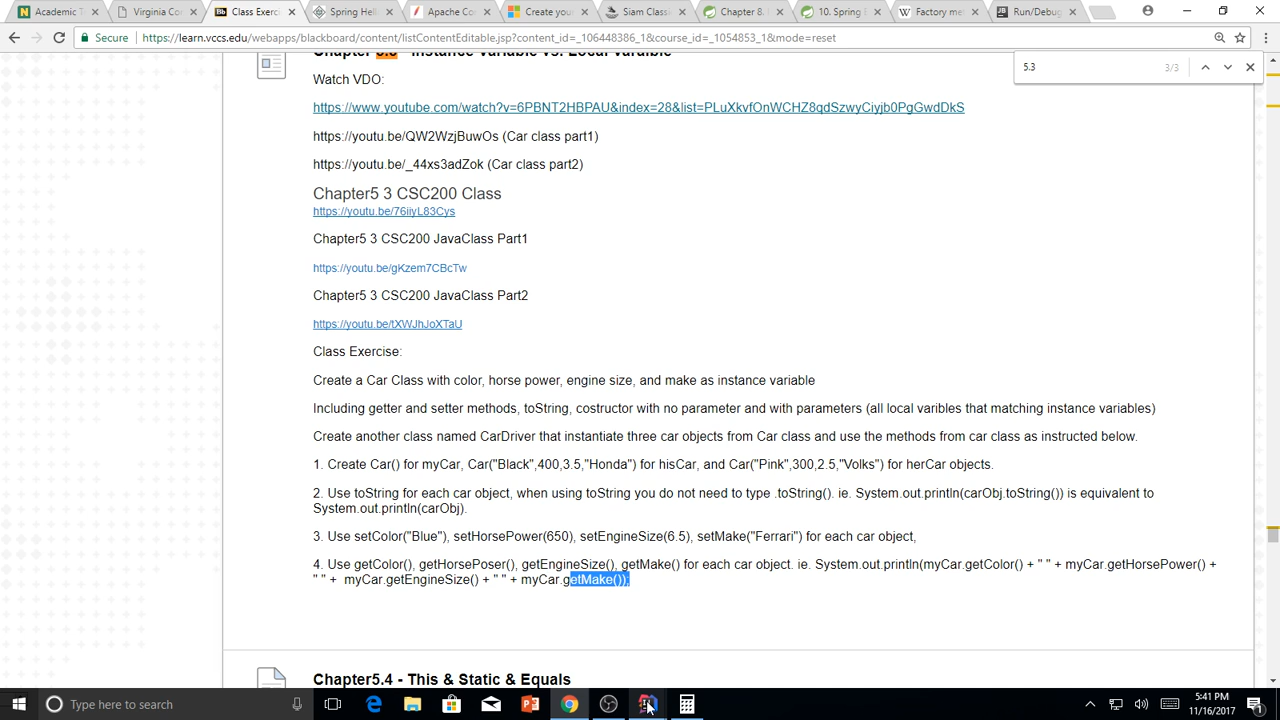 Academic T
Virginia Co
Class Exerci
Spring Hell
Apache Co
Create your
Siam Classi
Chapter 8.
10. Spring
Factory me
Run/Debug
Secure
https://learn.vccs.edu/webapps/blackboard/content/listContentEditable.jsp?content_id=_106448386_1&course_id=_1054853_1&mode=reset
5.3
3/3
Chapter 5.3 - Instance Variable vs. Local Variable
Watch VDO:
https://www.youtube.com/watch?v=6PBNT2HBPAU&index=28&list=PLuXkvfOnWCHZ8qdSzwyCiyjb0PgGwdDkS
https://youtu.be/QW2WzjBuwOs (Car class part1)
https://youtu.be/_44xs3adZok (Car class part2)
Chapter5 3 CSC200 Class
https://youtu.be/76iiyL83Cys
Chapter5 3 CSC200 JavaClass Part1
https://youtu.be/gKzem7CBcTw
Chapter5 3 CSC200 JavaClass Part2
https://youtu.be/tXWJhJoXTaU
Class Exercise:
Create a Car Class with color, horse power, engine size, and make as instance variable
Including getter and setter methods, toString, costructor with no parameter and with parameters (all local varibles that matching instance variables)
Create another class named CarDriver that instantiate three car objects from Car class and use the methods from car class as instructed below.
1. Create Car() for myCar, Car("Black",400,3.5,"Honda") for hisCar, and Car("Pink",300,2.5,"Volks") for herCar objects.
2. Use toString for each car object, when using toString you do not need to type .toString(). ie. System.out.println(carObj.toString()) is equivalent to
System.out.println(carObj).
3. Use setColor("Blue"), setHorsePower(650), setEngineSize(6.5), setMake("Ferrari") for each car object,
4. Use getColor(), getHorsePoser(), getEngineSize(), getMake() for each car object. ie. System.out.println(myCar.getColor() + " " + myCar.getHorsePower() +
" " + myCar.getEngineSize() + " " + myCar.getMake());
Chapter5.4 - This & Static & Equals
Type here to search
5:41 PM
11/16/2017